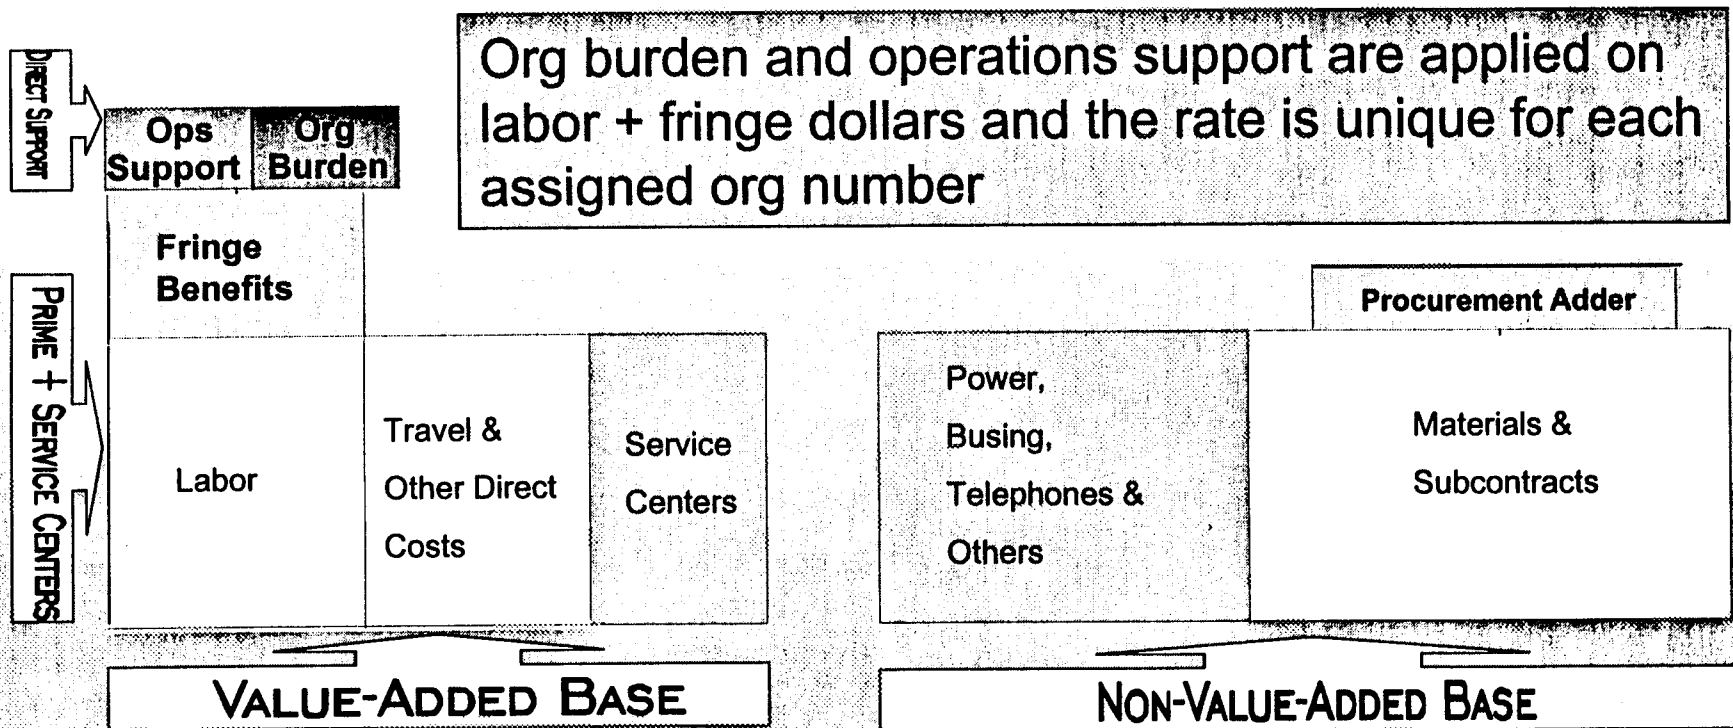 Org burden and operations support are applied on
labor + fringe dollars and the rate is unique for each
assigned org number
DIRECT SUPPORT
Ops
Support
Org
Burden
Fringe
Benefits
PRIME + SERVICE CENTERS
Labor
Travel &
Other Direct
Costs
Service
Centers
VALUE-ADDED BASE
Procurement Adder
Power,
Busing,
Telephones &
Others
Materials &
Subcontracts
NON-VALUE-ADDED BASE